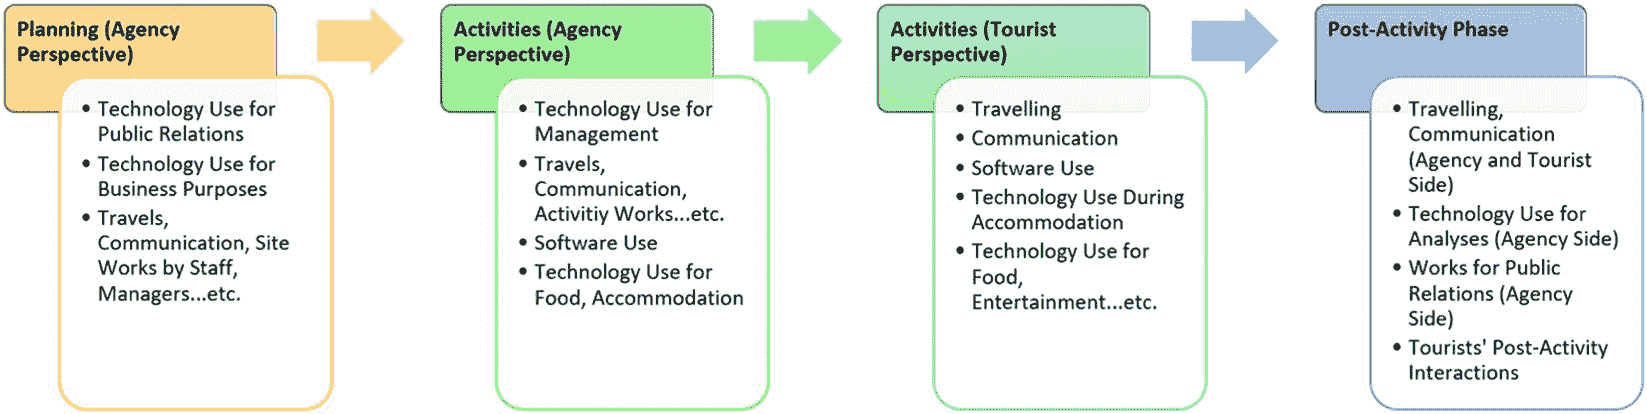 Planning (Agency
Perspective)
• Technology Use for
Public Relations
• Technology Use for
Business Purposes
• Travels,
Communication, Site
Works by Staff,
Managers...etc.
Activities (Agency
Perspective)
• Technology Use for
Management
• Travels,
Communication,
Activitiy Works...etc.
• Software Use
• Technology Use for
Food, Accommodation
Activities (Tourist
Perspective)
• Travelling
• Communication
• Software Use
• Technology Use During
Accommodation
• Technology Use for
Food,
Entertainment...etc.
Post-Activity Phase
• Travelling,
Communication
(Agency and Tourist
Side)
• Technology Use for
Analyses (Agency Side)
• Works for Public
Relations (Agency
Side)
• Tourists' Post-Activity
Interactions